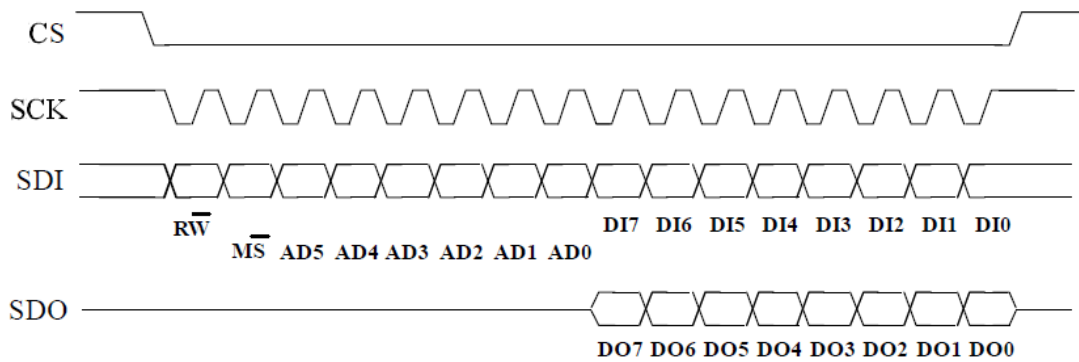 CS
SCK
SDI
RW̅ DI7 DI6 DI5 DI4 DI3 DI2 DI1 DI0
MS̅ AD5 AD4 AD3 AD2 AD1 AD0
SDO
DO7 DO6 DO5 DO4 DO3 DO2 DO1 DO0